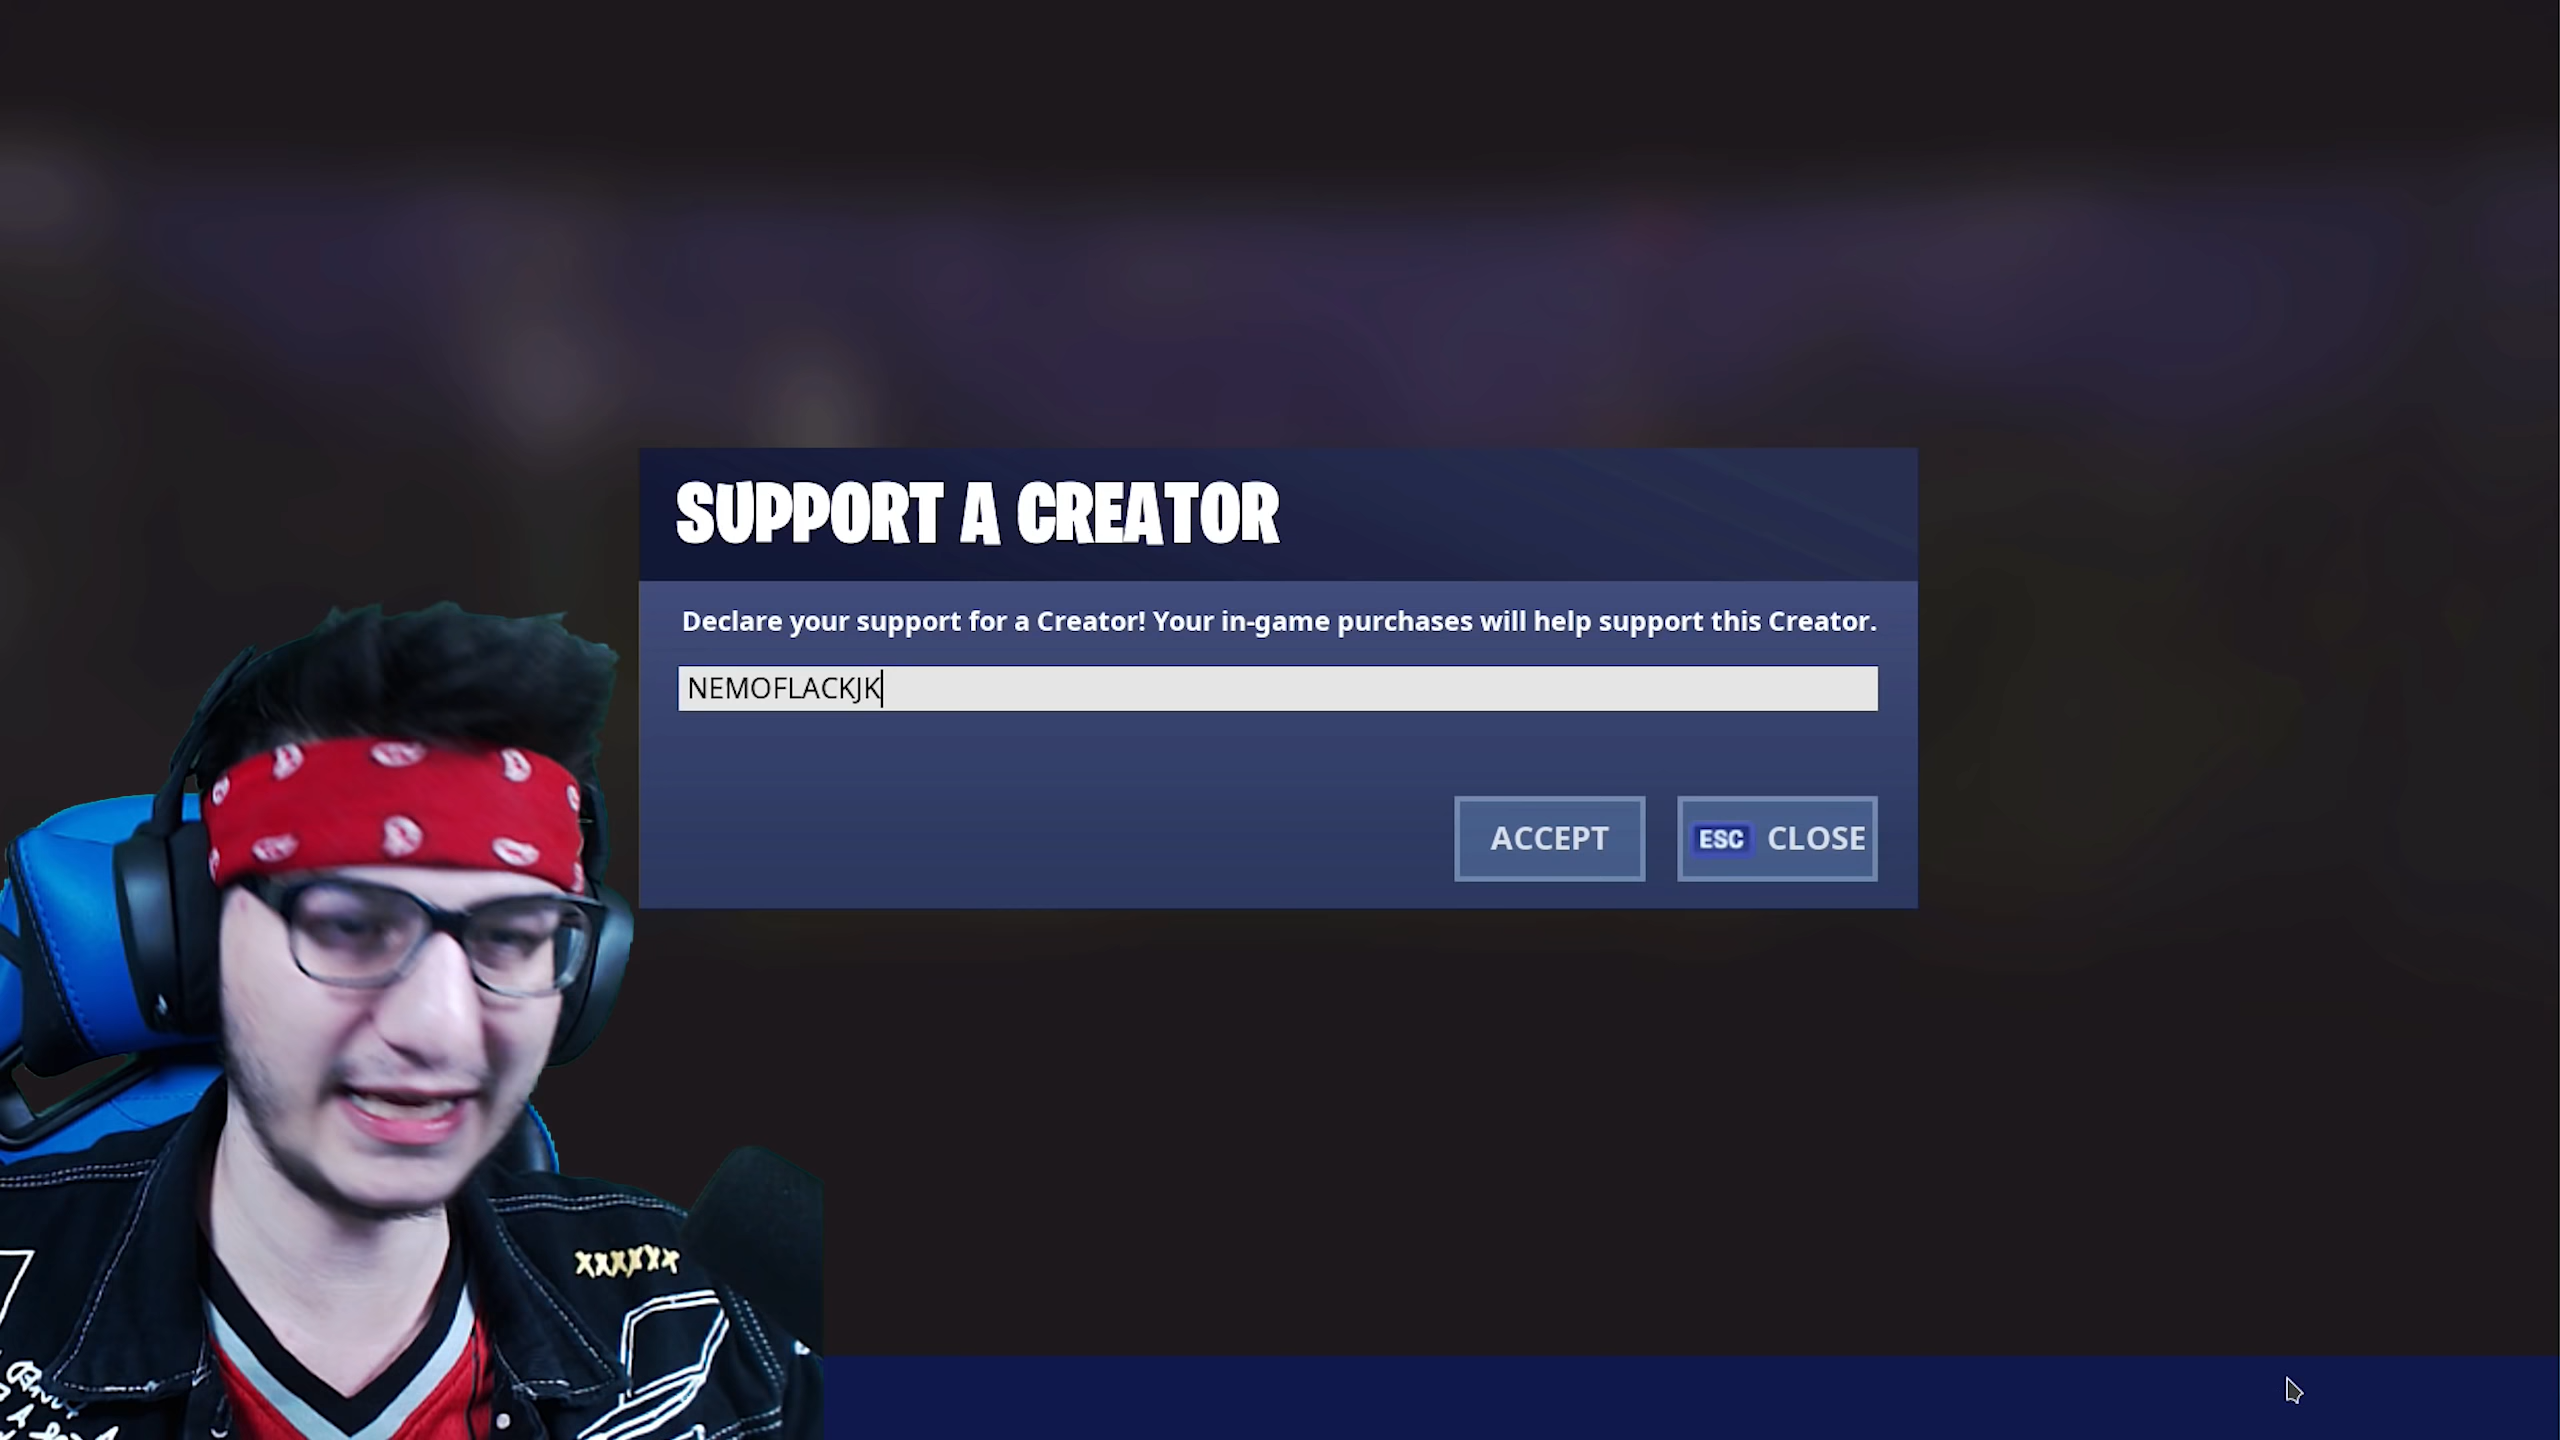 SUPPORT A CREATOR
Declare your support for a Creator! Your in-game purchases will help support this Creator.
NEMOFLACKJK
ACCEPT
ESC CLOSE
xxxxxx